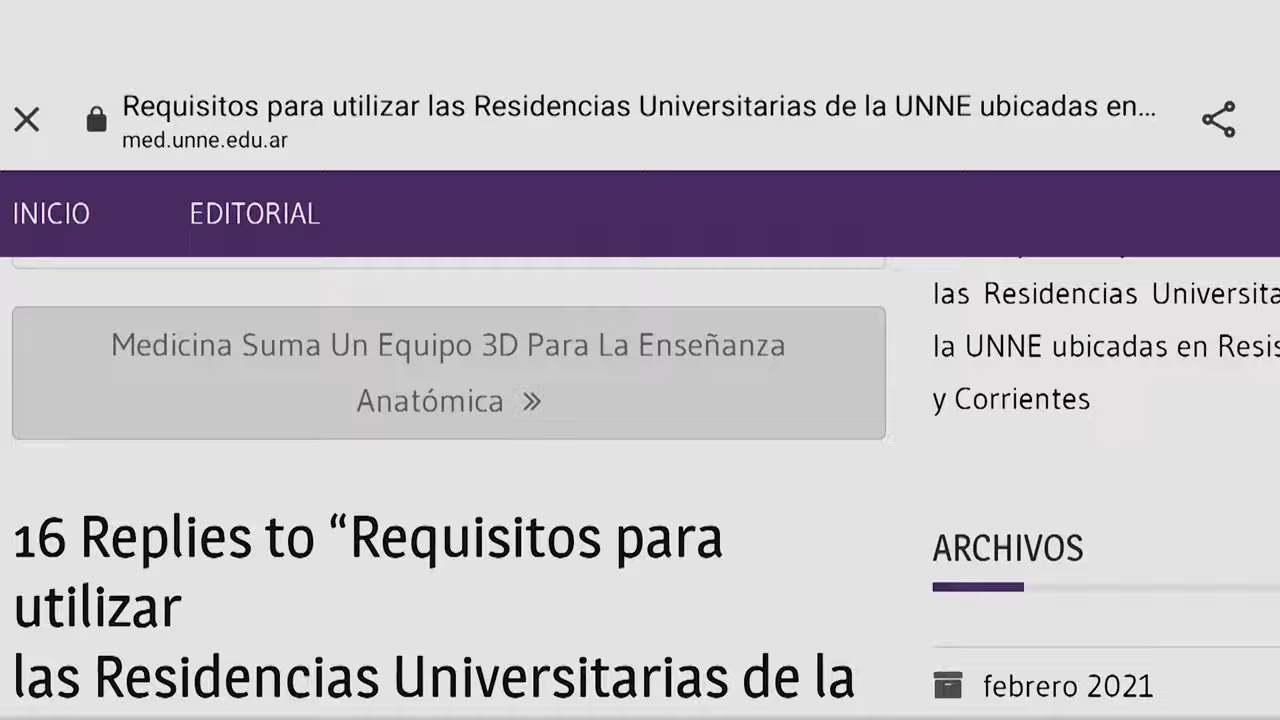 Requisitos para utilizar las Residencias Universitarias de la UNNE ubicadas en...
med.unne.edu.ar
INICIO
EDITORIAL
Medicina Suma Un Equipo 3D Para La Enseñanza
Anatómica »
16 Replies to “Requisitos para
utilizar
las Residencias Universitarias de la
las Residencias Universita
la UNNE ubicadas en Resis
y Corrientes
ARCHIVOS
febrero 2021